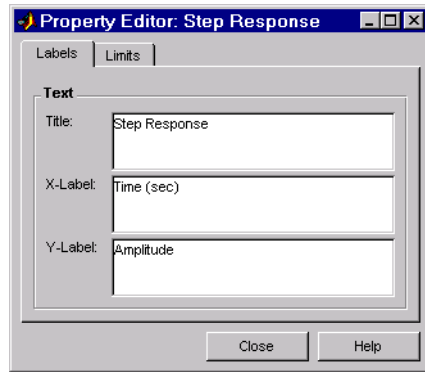 Property Editor: Step Response
Labels Limits
Text
Title: Step Response
X-Label: Time (sec)
Y-Label: Amplitude
Close Help